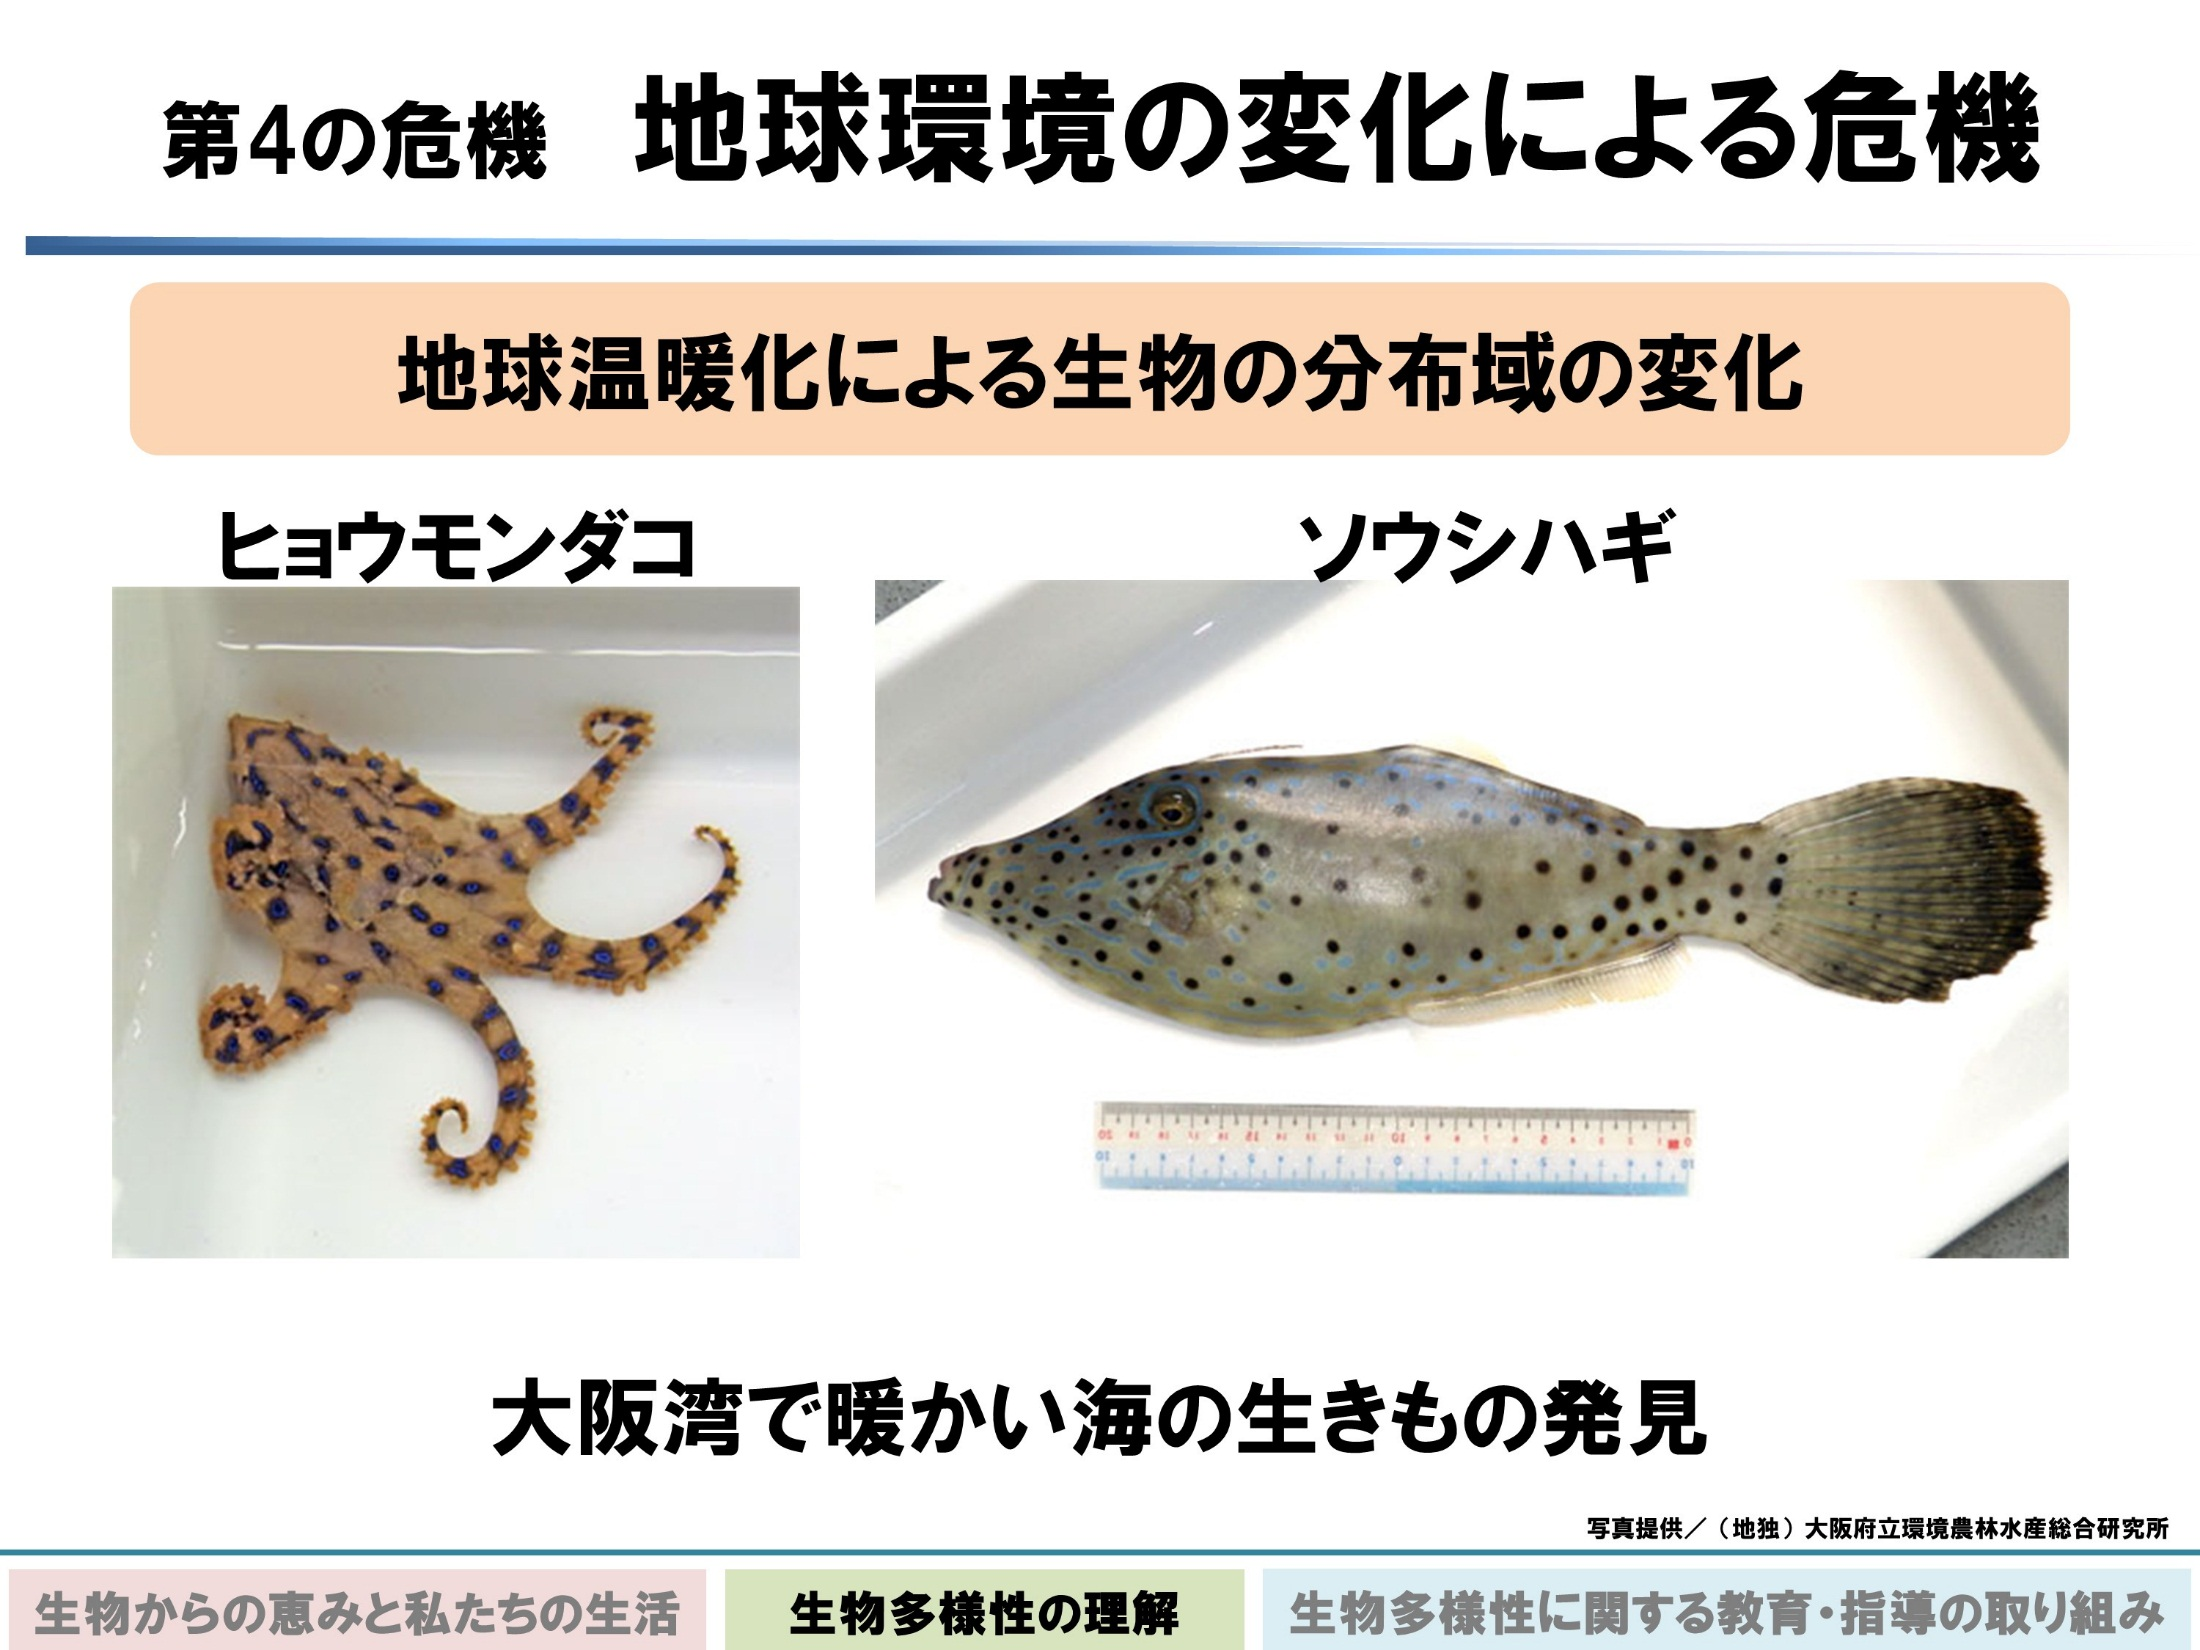 第4の危機　地球環境の変化による危機
地球温暖化による生物の分布域の変化
ヒョウモンダコ
ソウシハギ
大阪湾で暖かい海の生きもの発見
写真提供／（地独）大阪府立環境農林水産総合研究所
生物からの恵みと私たちの生活
生物多様性の理解
生物多様性に関する教育・指導の取り組み